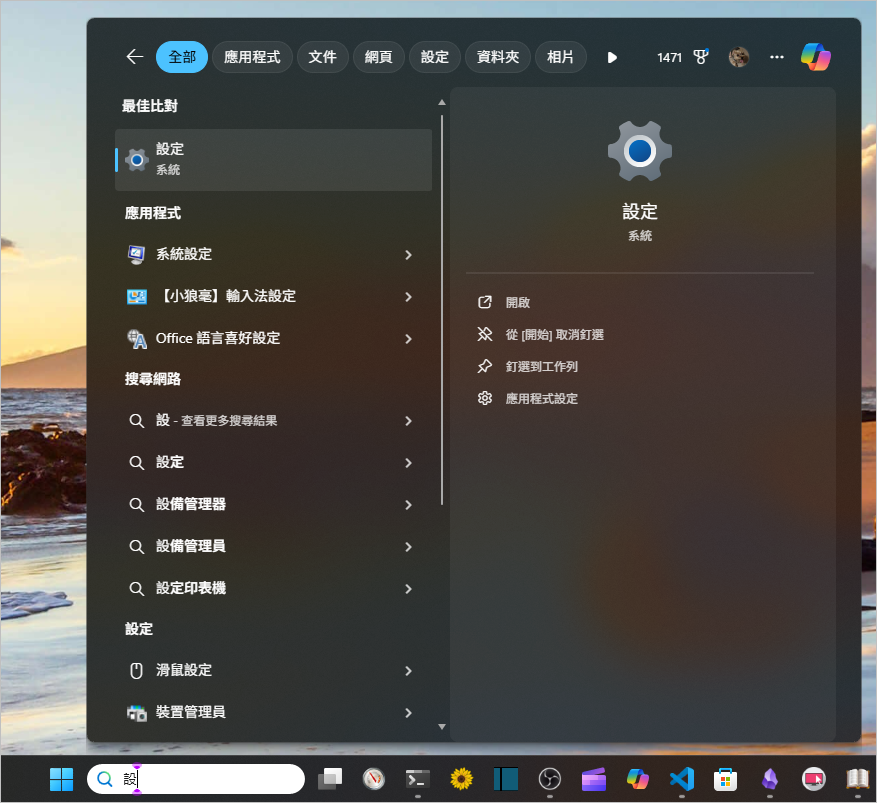 全部 應用程式 文件 網頁 設定 資料夾 相片 1471
最佳比對
設定
系統
應用程式
系統設定
【小狼毫】輸入法設定
Office 語言喜好設定
搜尋網路
設 - 查看更多搜尋結果
設定
設備管理器
設備管理員
設定印表機
設定
滑鼠設定
裝置管理員
設定
系統
開啟
從 [開始] 取消釘選
釘選到工作列
應用程式設定
設